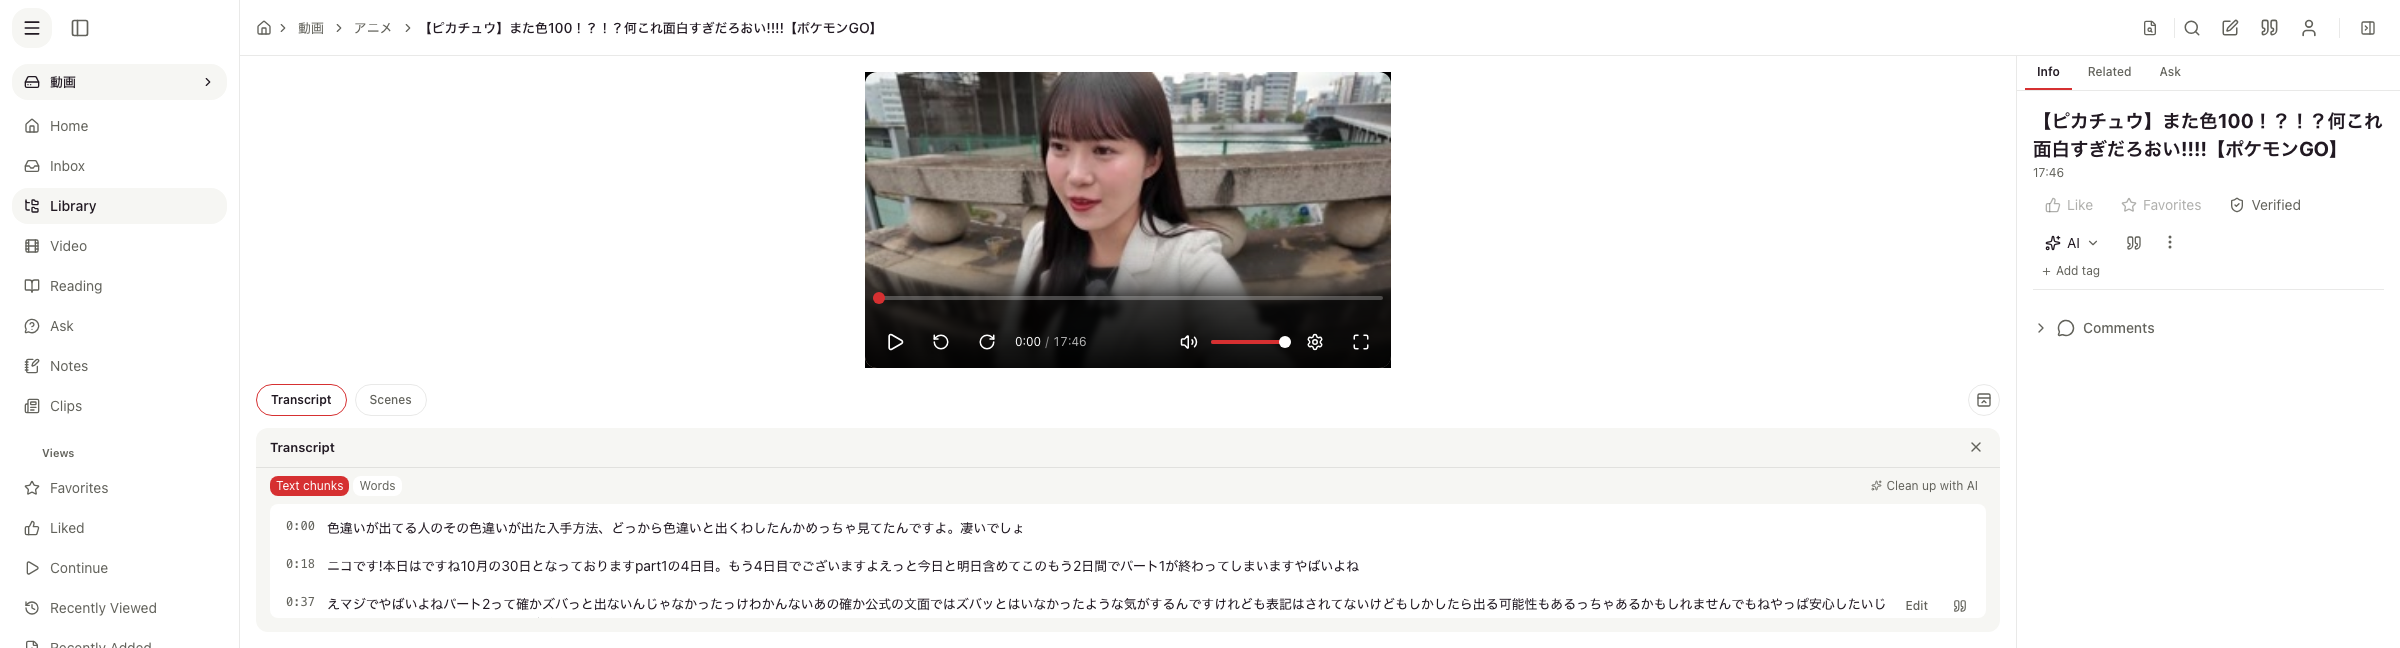 動画
アニメ
【ピカチュウ】また色100！？！？何これ面白すぎだろおい!!!!【ポケモンGO】
動画
Home
Inbox
Library
Video
Reading
Ask
Notes
Clips
Views
Favorites
Liked
Continue
Recently Viewed
Recently Added
0:00 / 17:46
Transcript
Scenes
Transcript
Text chunks
Words
Clean up with AI
0:00 色違いが出てる人のその色違いが出た入手方法、どっから色違いと出くわしたんかめっちゃ見てたんですよ。凄いでしょ
0:18 ニコです!本日はですね10月の30日となっておりますpart1の4日目。もう4日目でございますよえっと今日と明日含めてこのもう2日間でパート1が終わってしまいますやばいよね
0:37 えマジでやばいよねパート2って確かズバっと出ないんじゃなかったっけわかんないあの確か公式の文面ではズバッとはいなかったような気がするんですけれども表記はされてないけどもしかしたら出る可能性もあるっちゃあるかもしれませんでもねやっぱ安心したいじ
Edit
Info
Related
Ask
【ピカチュウ】また色100！？！？何これ
面白すぎだろおい!!!!【ポケモンGO】
17:46
Like
Favorites
Verified
AI
+ Add tag
Comments